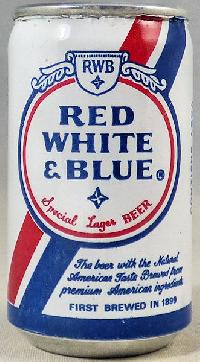 RWB
RED
WHITE
& BLUE®
Special Lager BEER
The beer with the Natural
American Taste Brewed from
premium American ingredients
FIRST BREWED IN 1899